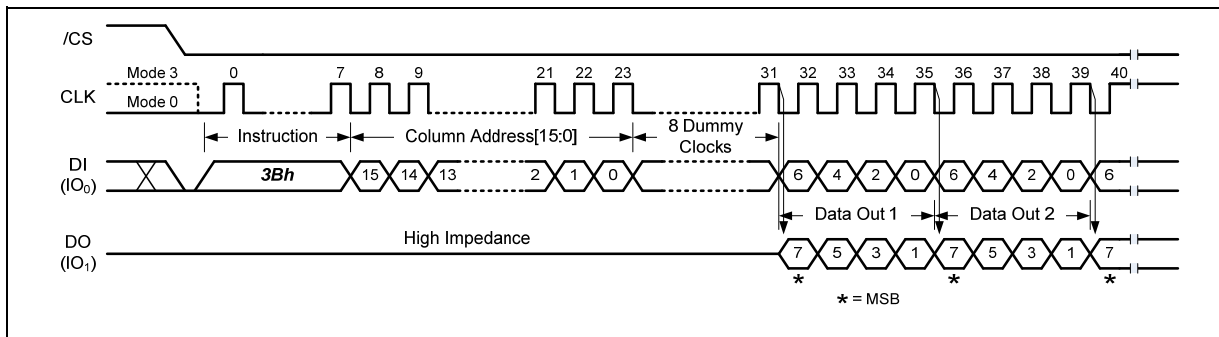 /CS
Mode 3 0 7 8 9 21 22 23 31 32 33 34 35 36 37 38 39 40
CLK
Mode 0
Instruction Column Address[15:0] 8 Dummy Clocks
DI (IO0) 3Bh 15 14 13 2 1 0 6 4 2 0 6 4 2 0 6
Data Out 1 Data Out 2
High Impedance
DO (IO1) 7 5 3 1 7 5 3 1 7
* * *
* = MSB